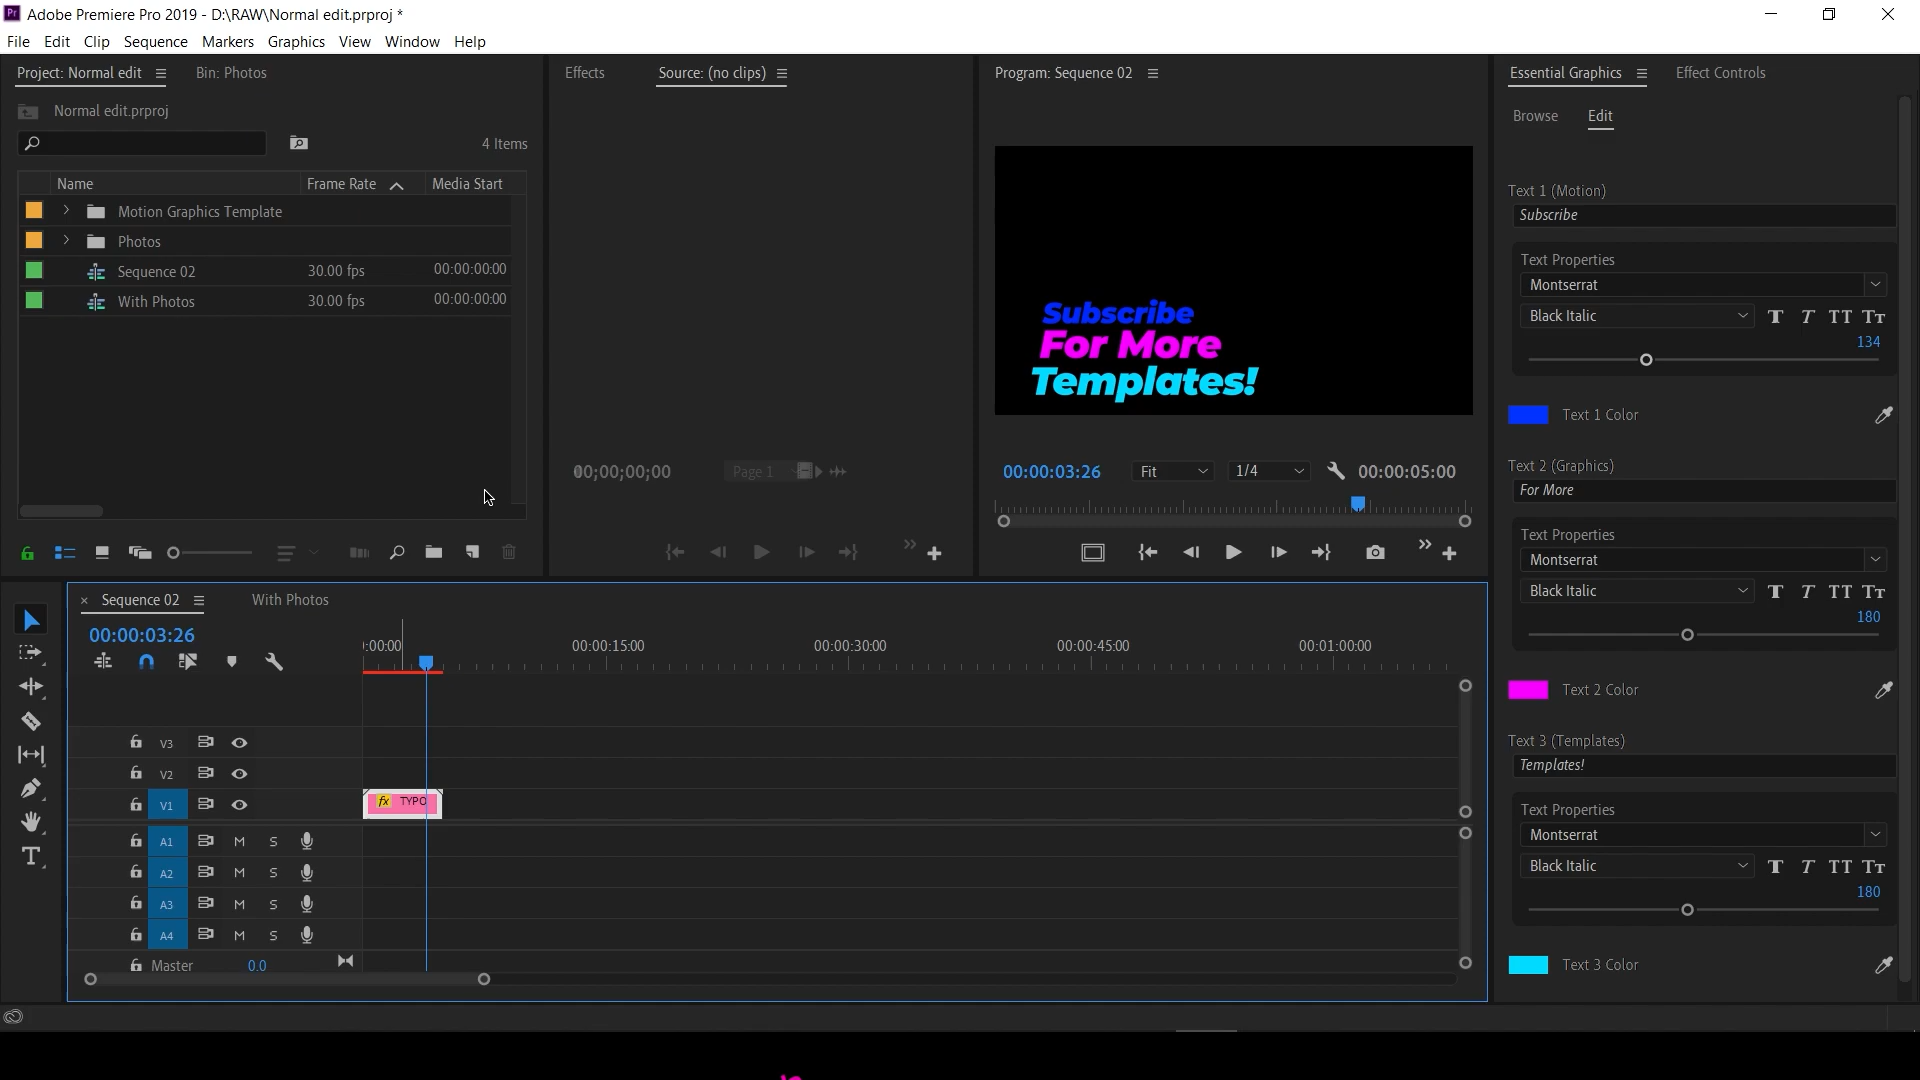 Adobe Premiere Pro 2019 - D:\RAW\Normal edit.prproj *
File Edit Clip Sequence Markers Graphics View Window Help
Project: Normal edit Bin: Photos
Normal edit.prproj
4 Items
Name Frame Rate Media Start
Motion Graphics Template
Photos
Sequence 02 30.00 fps 00:00:00:00
With Photos 30.00 fps 00:00:00:00
Effects Source: (no clips)
00;00;00;00 Page 1
Program: Sequence 02
Subscribe
For More
Templates!
00:00:03:26 Fit 1/4 00:00:05:00
Essential Graphics Effect Controls
Browse Edit
Text 1 (Motion)
Subscribe
Text Properties
Montserrat
Black Italic T T TT Tт
134
Text 1 Color
Text 2 (Graphics)
For More
Text Properties
Montserrat
Black Italic T T TT Tт
180
Text 2 Color
Text 3 (Templates)
Templates!
Text Properties
Montserrat
Black Italic T T TT Tт
180
Text 3 Color
Sequence 02 With Photos
00:00:03:26
:00:00 00:00:15:00 00:00:30:00 00:00:45:00 00:01:00:00
V3
V2
V1 fx TYPO
A1 M S
A2 M S
A3 M S
A4 M S
Master 0.0